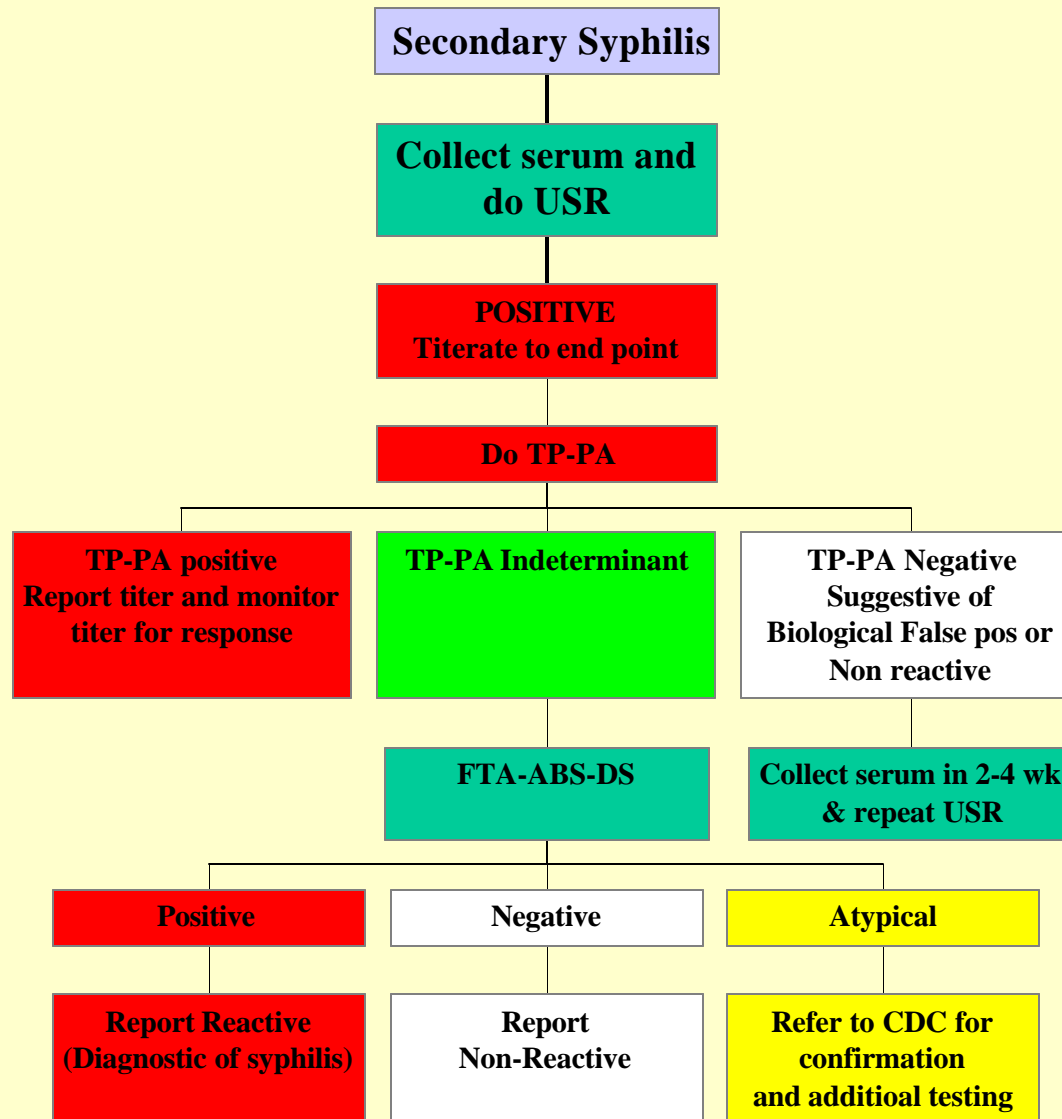 Secondary Syphilis
Collect serum and
do USR
POSITIVE
Titerate to end point
Do TP-PA
TP-PA positive
Report titer and monitor
titer for response
TP-PA Indeterminant
TP-PA Negative
Suggestive of
Biological False pos or
Non reactive
FTA-ABS-DS
Collect serum in 2-4 wk
& repeat USR
Positive
Negative
Atypical
Report Reactive
(Diagnostic of syphilis)
Report
Non-Reactive
Refer to CDC for
confirmation
and additioal testing